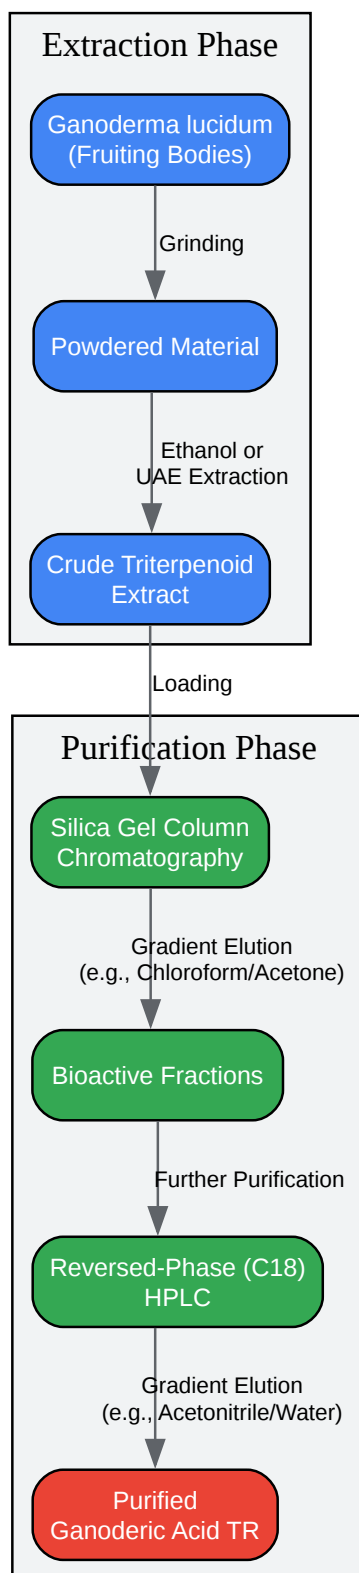 Extraction Phase
Ganoderma lucidum
(Fruiting Bodies)
Grinding
Powdered Material
Ethanol or
UAE Extraction
Crude Triterpenoid
Extract
Loading
Purification Phase
Silica Gel Column
Chromatography
Gradient Elution
(e.g., Chloroform/Acetone)
Bioactive Fractions
Further Purification
Reversed-Phase (C18)
HPLC
Gradient Elution
(e.g., Acetonitrile/Water)
Purified
Ganoderic Acid TR